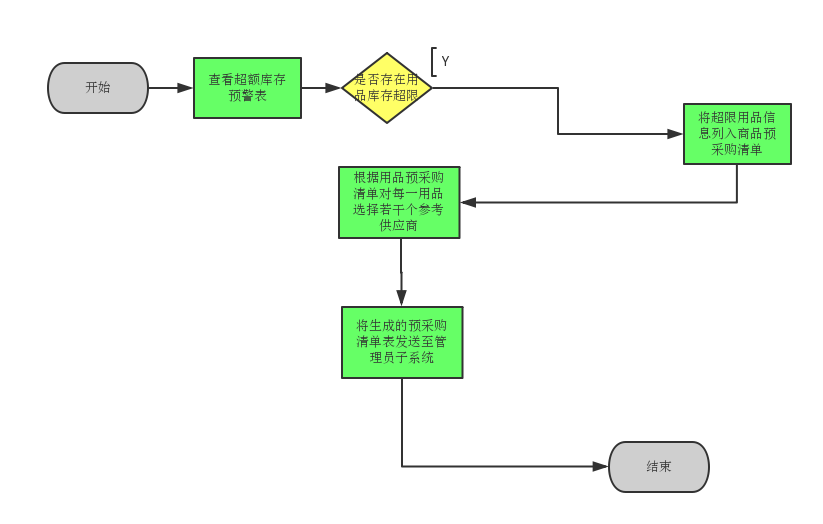 开始
查看超额库存
预警表
是否存在用
品库存超限
Y
将超限用品信
息列入商品预
采购清单
根据用品预采购
清单对每一用品
选择若干个参考
供应商
将生成的预采购
清单表发送至管
理员子系统
结束